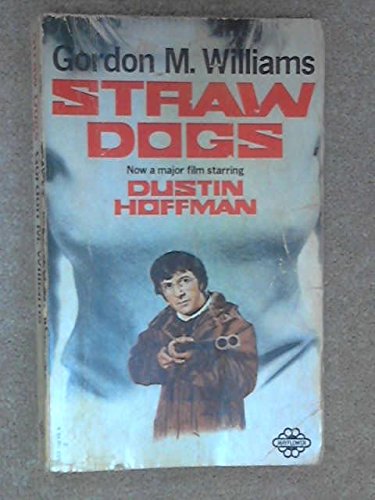 Gordon M. Williams
STRAW
DOGS
Now a major film starring
DUSTIN
HOFFMAN
MAYFLOWER